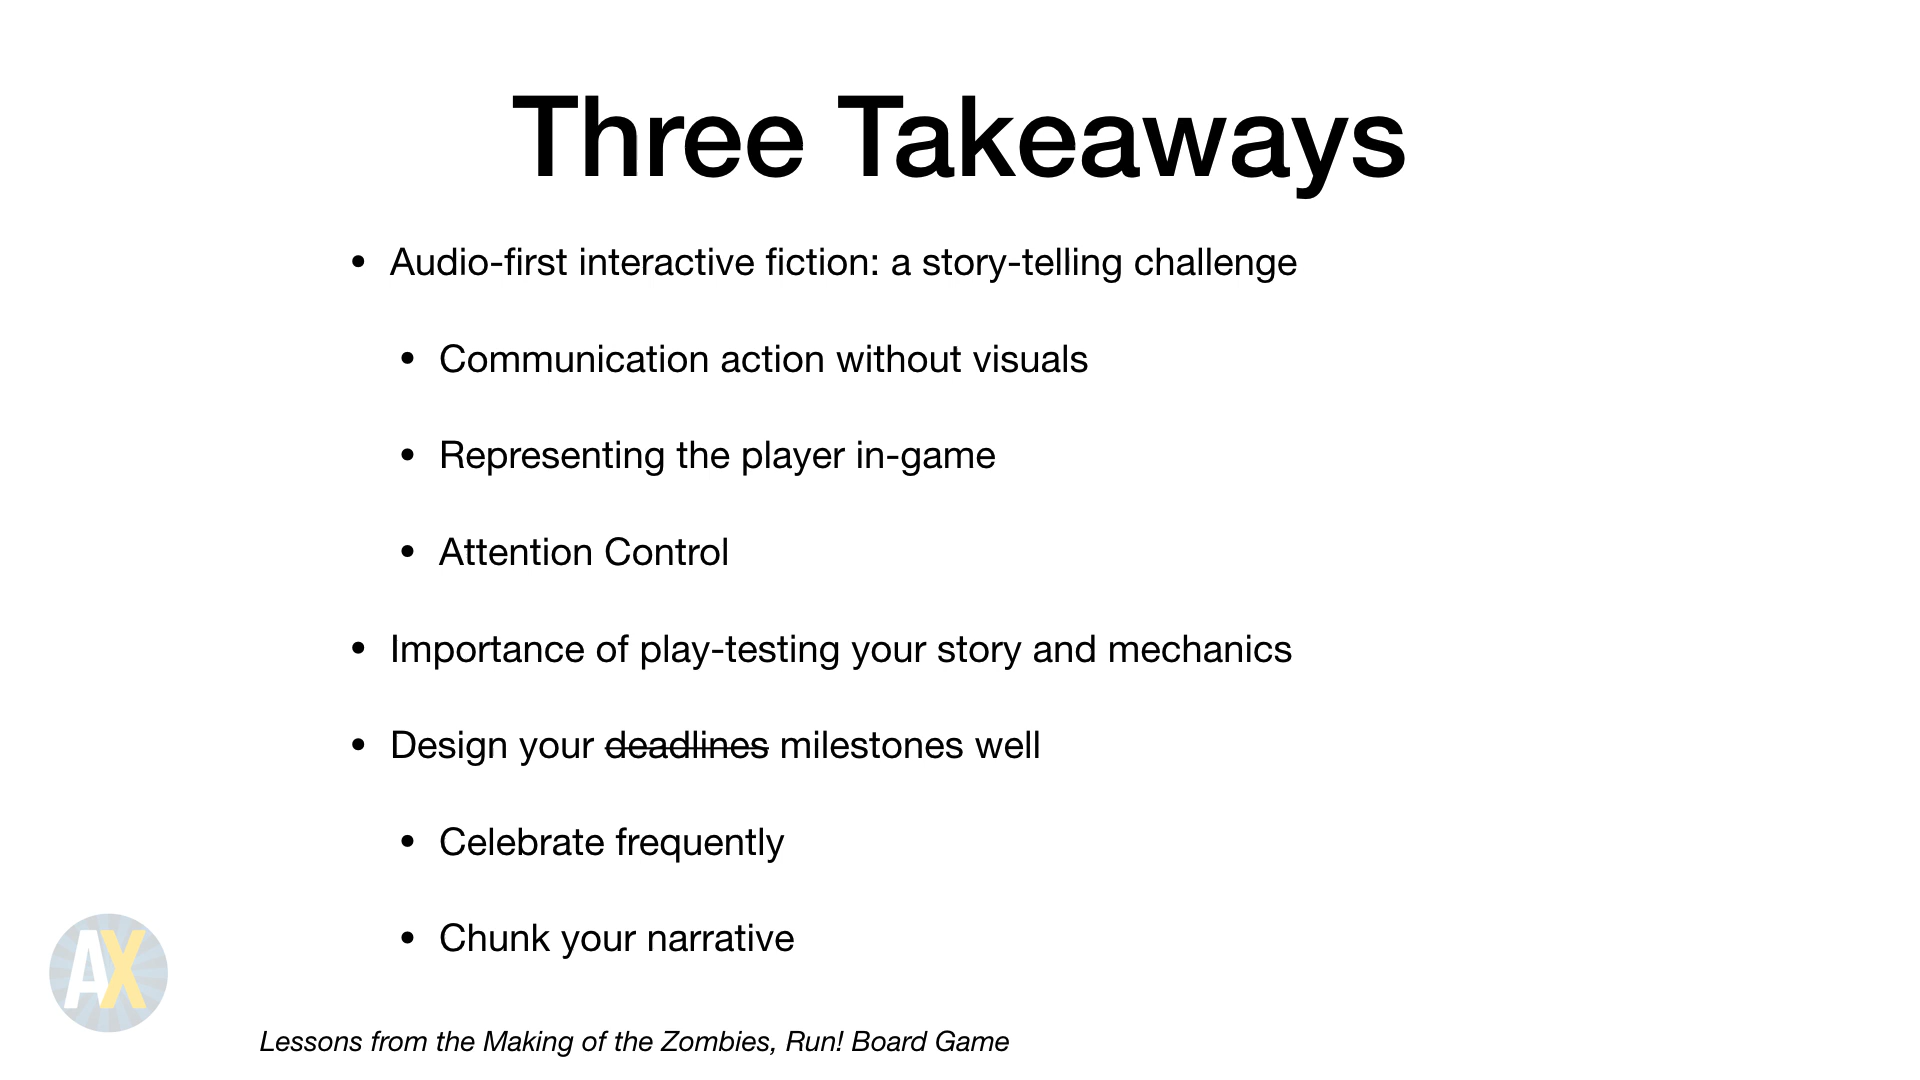 Three Takeaways
• Audio-first interactive fiction: a story-telling challenge
• Communication action without visuals
• Representing the player in-game
• Attention Control
• Importance of play-testing your story and mechanics
• Design your deadlines milestones well
• Celebrate frequently
• Chunk your narrative
AX
Lessons from the Making of the Zombies, Run! Board Game